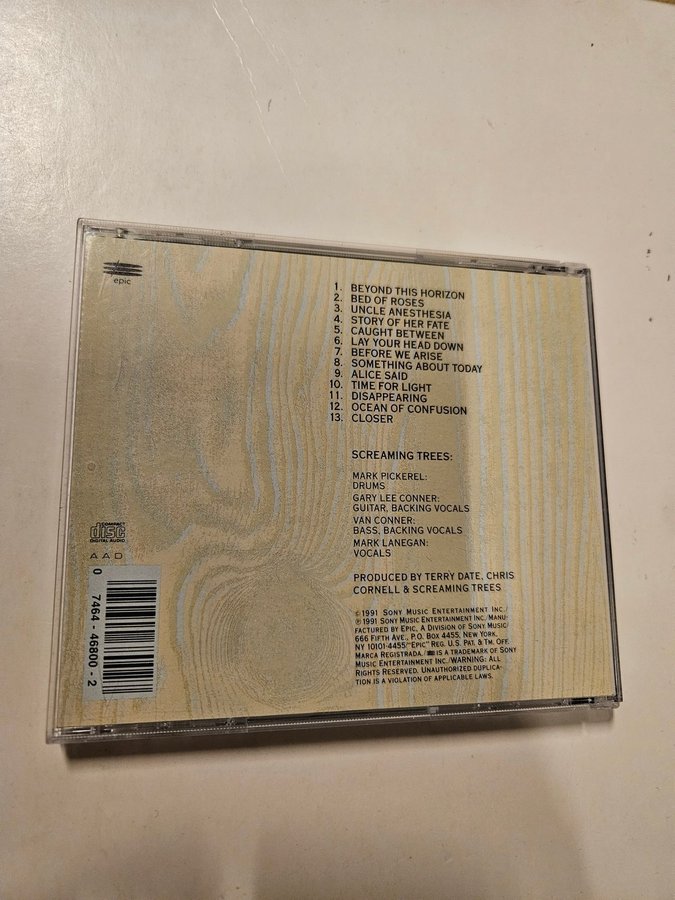 epic
1. BEYOND THIS HORIZON
2. BED OF ROSES
3. UNCLE ANESTHESIA
4. STORY OF HER FATE
5. CAUGHT BETWEEN
6. LAY YOUR HEAD DOWN
7. BEFORE WE ARISE
8. SOMETHING ABOUT TODAY
9. ALICE SAID
10. TIME FOR LIGHT
11. DISAPPEARING
12. OCEAN OF CONFUSION
13. CLOSER
SCREAMING TREES:
MARK PICKEREL:
DRUMS
GARY LEE CONNER:
GUITAR, BACKING VOCALS
VAN CONNER:
BASS, BACKING VOCALS
MARK LANEGAN:
VOCALS
PRODUCED BY TERRY DATE, CHRIS
CORNELL & SCREAMING TREES
© 1991 SONY MUSIC ENTERTAINMENT INC./
℗ 1991 SONY MUSIC ENTERTAINMENT INC./MANU-
FACTURED BY EPIC, A DIVISION OF SONY MUSIC/
666 FIFTH AVE., P.O. BOX 4455, NEW YORK,
NY 10101-4455/"EPIC" REG. U.S. PAT. & TM. OFF.
MARCA REGISTRADA./ IS A TRADEMARK OF SONY
MUSIC ENTERTAINMENT INC./WARNING: ALL
RIGHTS RESERVED. UNAUTHORIZED DUPLICA-
TION IS A VIOLATION OF APPLICABLE LAWS.
COMPACT
disc
DIGITAL AUDIO
AAD
0 7464-46800-2